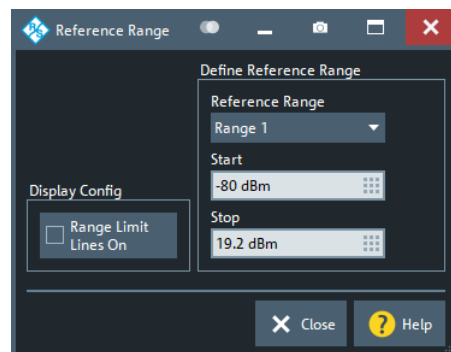 Reference Range
Define Reference Range
Reference Range
Range 1
Start
-80 dBm
Stop
19.2 dBm
Display Config
Range Limit
Lines On
Close
Help